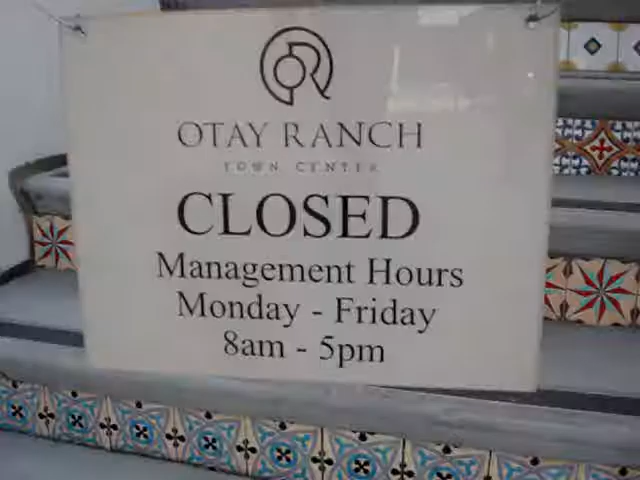 OTAY RANCH
TOWN CENTER
CLOSED
Management Hours
Monday - Friday
8am - 5pm